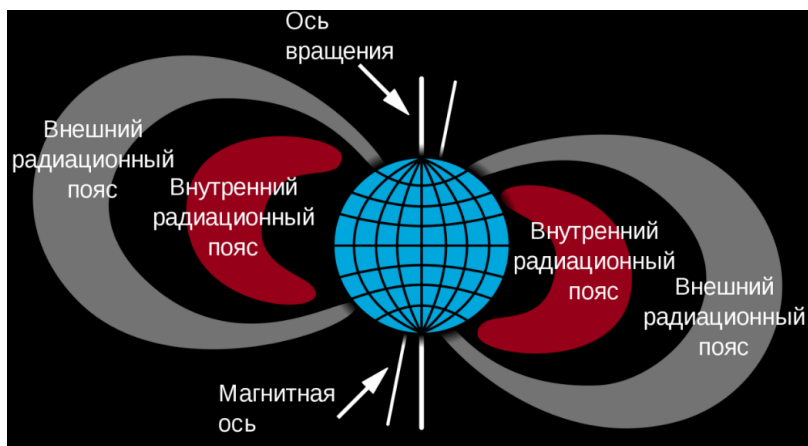 Ось
вращения
Внешний
радиационный
пояс
Внутренний
радиационный
пояс
Внутренний
радиационный
пояс
Внешний
радиационный
пояс
Магнитная
ось